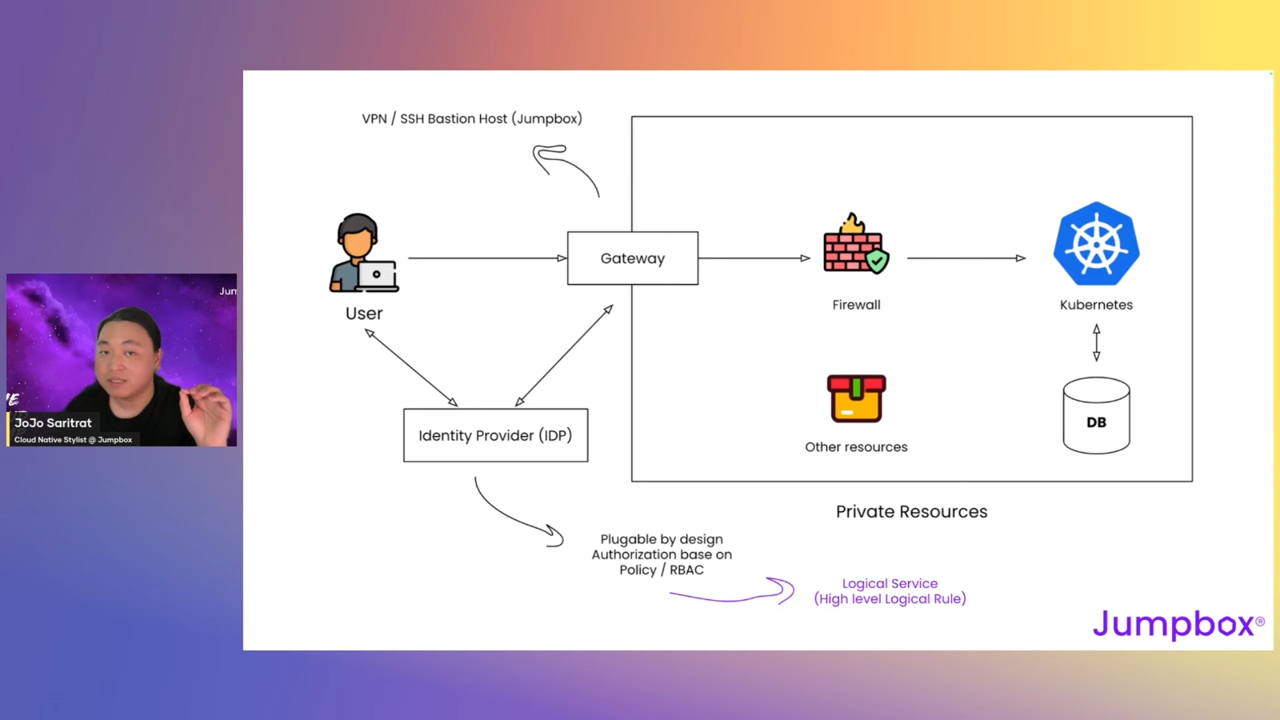 VPN / SSH Bastion Host (Jumpbox)
Gateway
User
Firewall
Kubernetes
Identity Provider (IDP)
Other resources
DB
Private Resources
Plugable by design
Authorization base on
Policy / RBAC
Logical Service
(High level Logical Rule)
Jumpbox®
Jum
JoJo Saritrat
Cloud Native Stylist @ Jumpbox